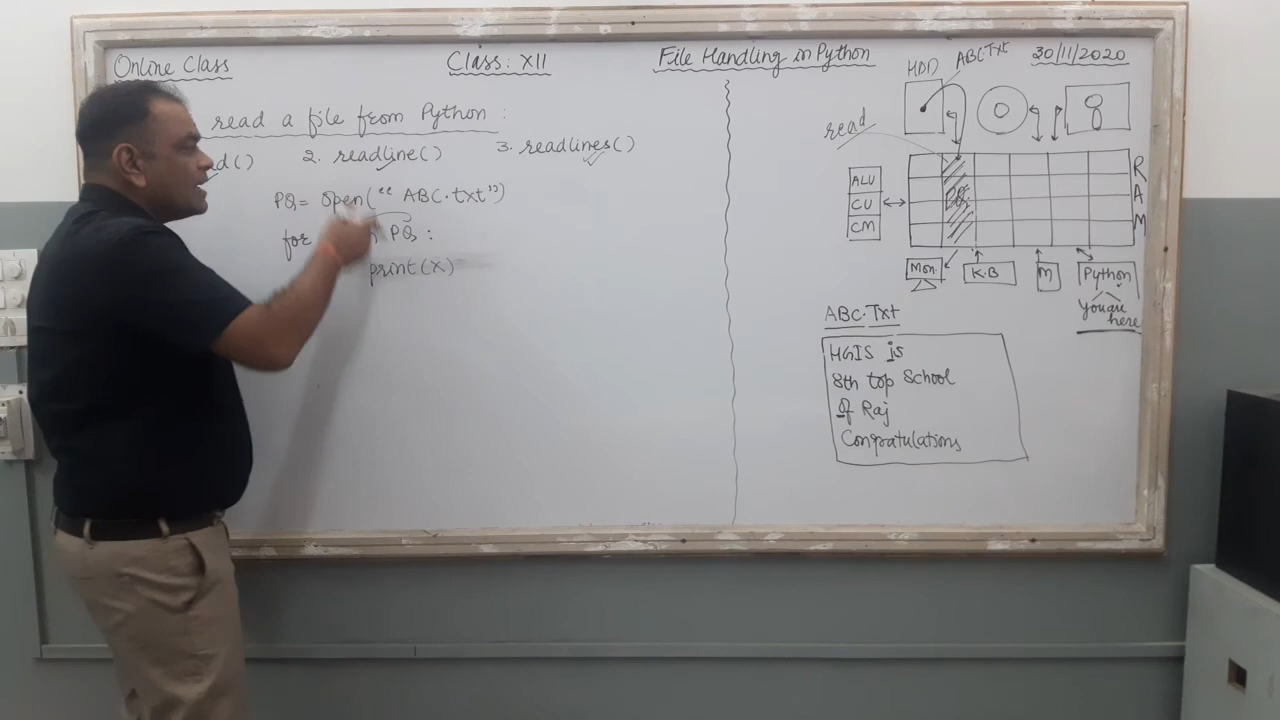 Online Class
Class: XII
File Handling in Python
30/11/2020
read a file from Python :
2. readline()
3. readlines()
PQ= open("ABC.txt")
for PQ :
print(x)
HDD
ABC.Txt
read
ALU
CU
CM
PQ
RAM
Mon.
K.B
M
Python
You are
here
ABC.Txt
HGIS is
8th top School
Of Raj
Congratulations